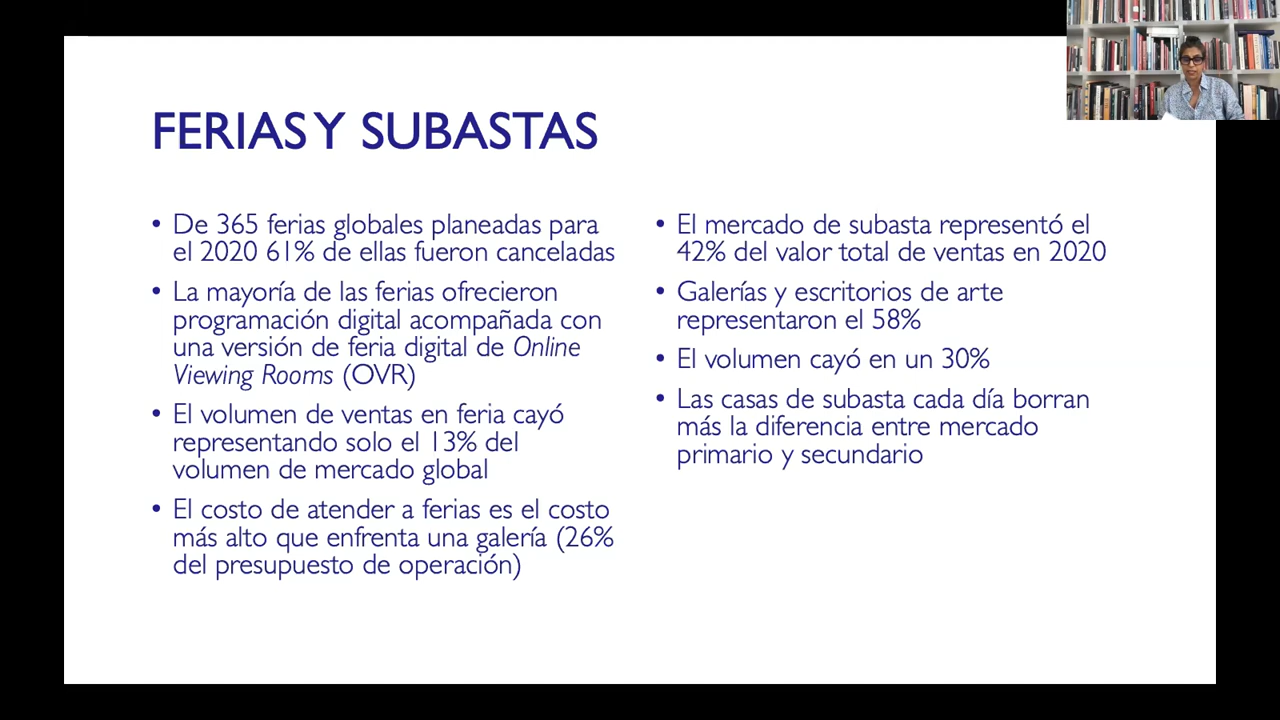 FERIAS Y SUBASTAS
• De 365 ferias globales planeadas para
el 2020 61% de ellas fueron canceladas
• La mayoría de las ferias ofrecieron
programación digital acompañada con
una versión de feria digital de Online
Viewing Rooms (OVR)
• El volumen de ventas en feria cayó
representando solo el 13% del
volumen de mercado global
• El costo de atender a ferias es el costo
más alto que enfrenta una galería (26%
del presupuesto de operación)
• El mercado de subasta representó el
42% del valor total de ventas en 2020
• Galerías y escritorios de arte
representaron el 58%
• El volumen cayó en un 30%
• Las casas de subasta cada día borran
más la diferencia entre mercado
primario y secundario